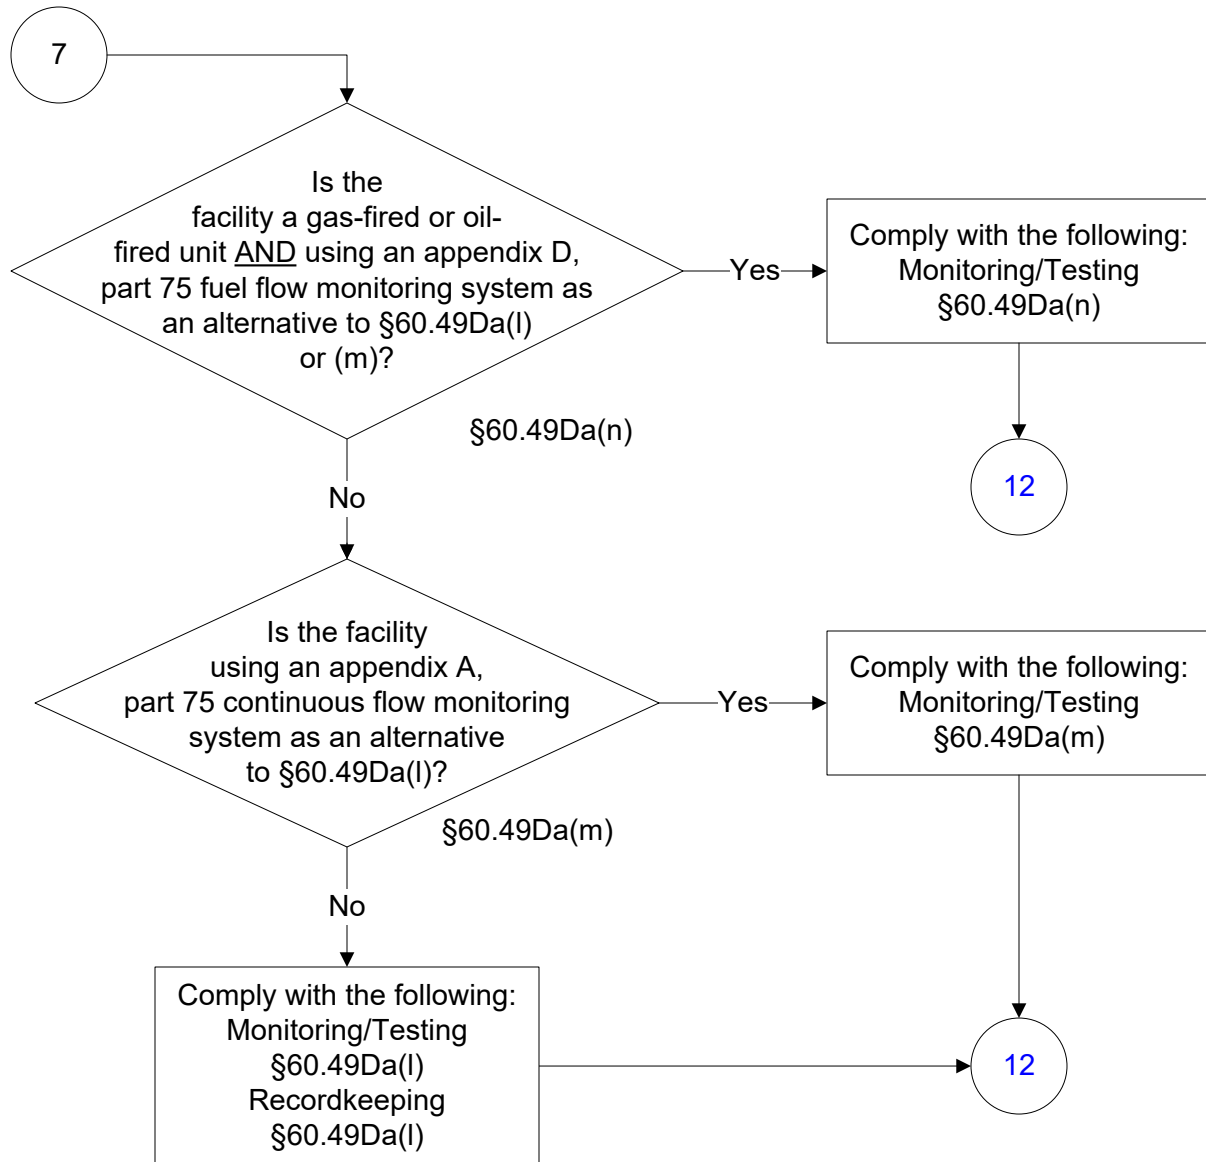 7
Is the
facility a gas-fired or oil-
fired unit AND using an appendix D,
part 75 fuel flow monitoring system as
an alternative to §60.49Da(l)
or (m)?
§60.49Da(n)
Yes
Comply with the following:
Monitoring/Testing
§60.49Da(n)
12
No
Is the facility
using an appendix A,
part 75 continuous flow monitoring
system as an alternative
to §60.49Da(l)?
§60.49Da(m)
Yes
Comply with the following:
Monitoring/Testing
§60.49Da(m)
No
Comply with the following:
Monitoring/Testing
§60.49Da(l)
Recordkeeping
§60.49Da(l)
12